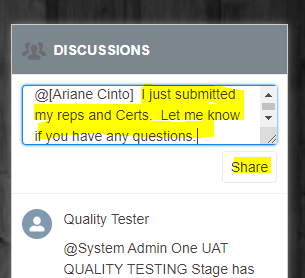 DISCUSSIONS
@[Ariane Cinto]  I just submitted
my reps and Certs.  Let me know
if you have any questions.
Share
Quality Tester
@System Admin One UAT
QUALITY TESTING Stage has